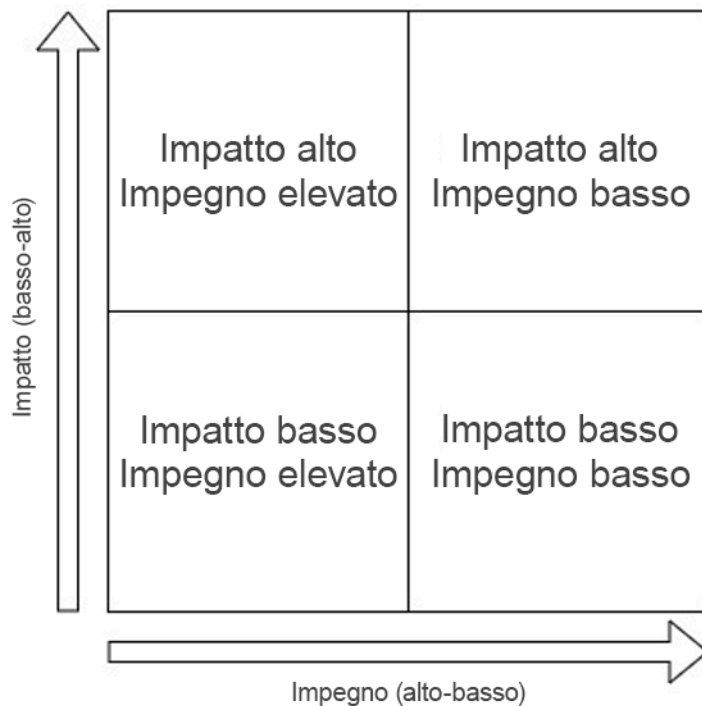 Impatto alto
Impegno elevato
Impatto alto
Impegno basso
Impatto (basso-alto)
Impatto basso
Impegno elevato
Impatto basso
Impegno basso
Impegno (alto-basso)